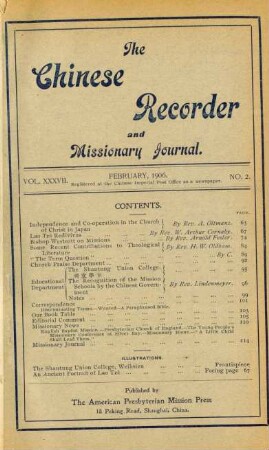 The
Chinese
Recorder
and
Missionary Journal.
VOL. XXXVII. FEBRUARY, 1906. NO. 2.
Registered at the Chinese Imperial Post Office as a newspaper.
CONTENTS.
PAGE.
Independence and Co-operation in the Church
of Christ in Japan By Rev. A. Oltmans. 63
Lao Tsz Redivivus By Rev. W. Arthur Cornaby. 67
Bishop Westcott on Missions By Rev. Arnold Foster. 74
Some Recent Contributions to Theological
Literature By Rev. H. W. Oldham. 80
"The Term Question" By C. 89
Church Praise Department 92
Educational Department
The Shantung Union College. 95
The Recognition of the Mission
Schools by the Chinese Government By Rev. Lindenmeyer. 96
Notes 99
Correspondence 101
Our Book Table
Editorial Comment
Missionary News
Missionary Journal 114
ILLUSTRATIONS.
The Shantung Union College, Weihsien Frontispiece
An Ancient Portrait of Lao Tsz Facing page 67
Published by
The American Presbyterian Mission Press
18 Peking Road, Shanghai, China.